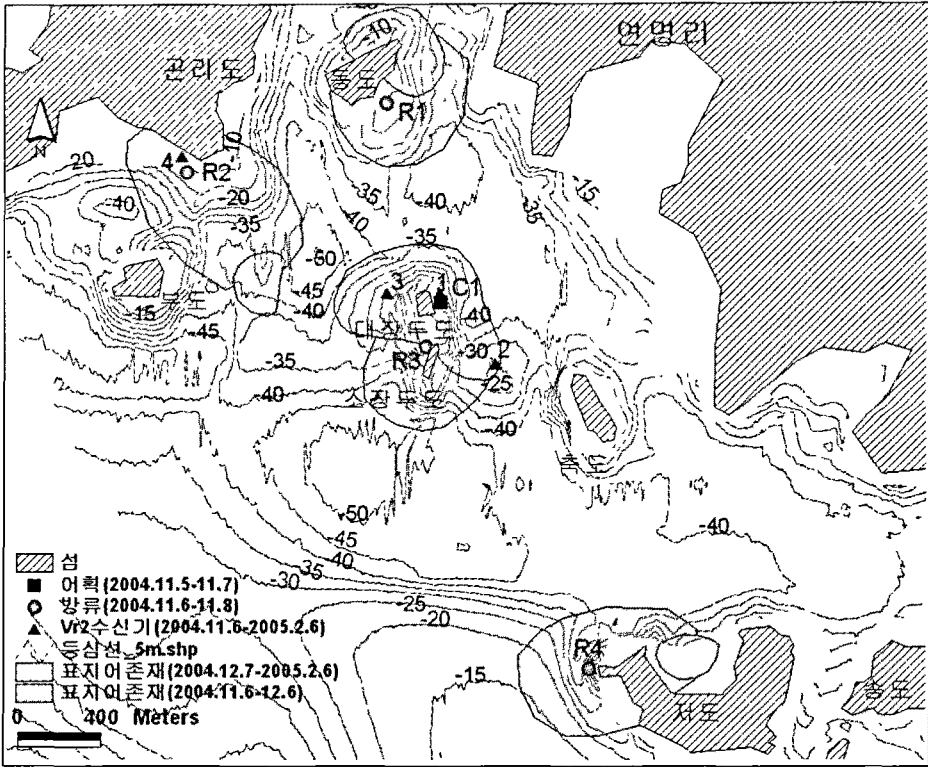 연명리
곤리도
동도
-10
R1
N
-10
4
R2
20
-20
-40
-35
-35
-40
-40
-15
-35
-35
-50
-45
-40
3
1
C1
-40
-15
-45
대장두도
R3
-30
2
-35
-25
-40
소장두도
-40
-50
-45
-40
-35
-30
-25
-20
-15
-40
R4
저도
송도
섬
어획(2004.11.5-11.7)
방류(2004.11.6-11.8)
Vr2수신기(2004.11.6-2005.2.6)
등심선_5m.shp
표지어존재(2004.12.7-2005.2.6)
표지어존재(2004.11.6-12.6)
0 400 Meters